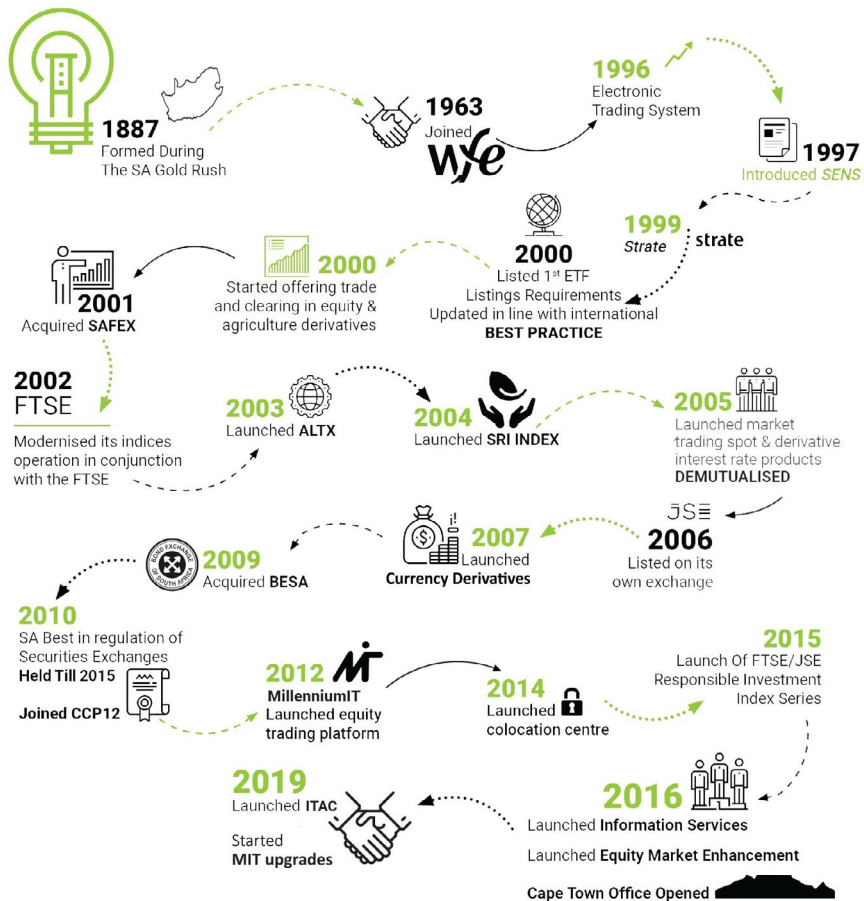 1887
Formed During
The SA Gold Rush
1963
Joined
wfe
1996
Electronic
Trading System
1997
Introduced SENS
1999
Strate
strate
2000
Listed 1st ETF
Listings Requirements
Updated in line with international
BEST PRACTICE
2000
Started offering trade
and clearing in equity &
agriculture derivatives
2001
Acquired SAFEX
2002
FTSE
Modernised its indices
operation in conjunction
with the FTSE
2003
Launched ALTX
2004
Launched SRI INDEX
2005
Launched market
trading spot & derivative
interest rate products
DEMUTUALISED
JSE
2006
Listed on its
own exchange
2007
Launched
Currency Derivatives
BOND EXCHANGE
OF SOUTH AFRICA
2009
Acquired BESA
2010
SA Best in regulation of
Securities Exchanges
Held Till 2015
Joined CCP12
2012
MillenniumIT
Launched equity
trading platform
2014
Launched
colocation centre
2015
Launch Of FTSE/JSE
Responsible Investment
Index Series
2016
Launched Information Services
Launched Equity Market Enhancement
Cape Town Office Opened
2019
Launched ITAC
Started
MIT upgrades